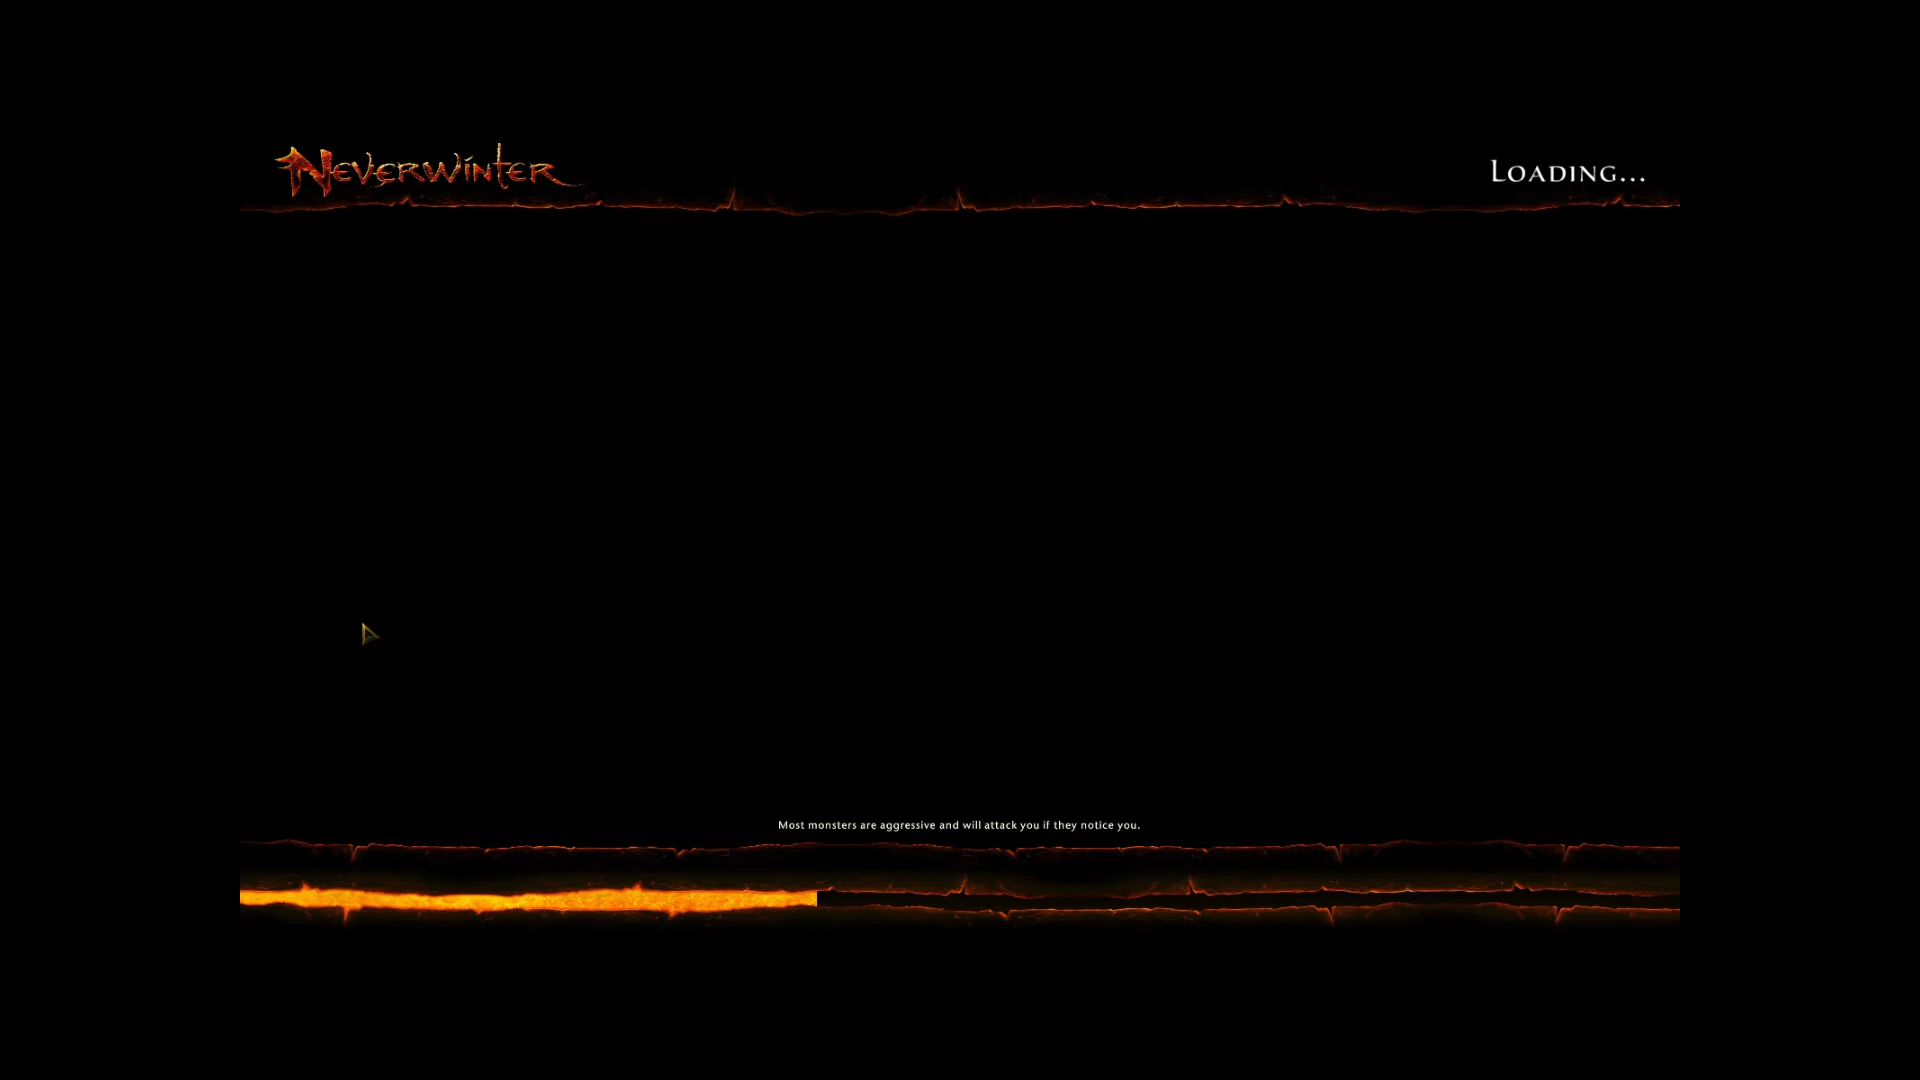 Neverwinter
Loading...
Most monsters are aggressive and will attack you if they notice you.